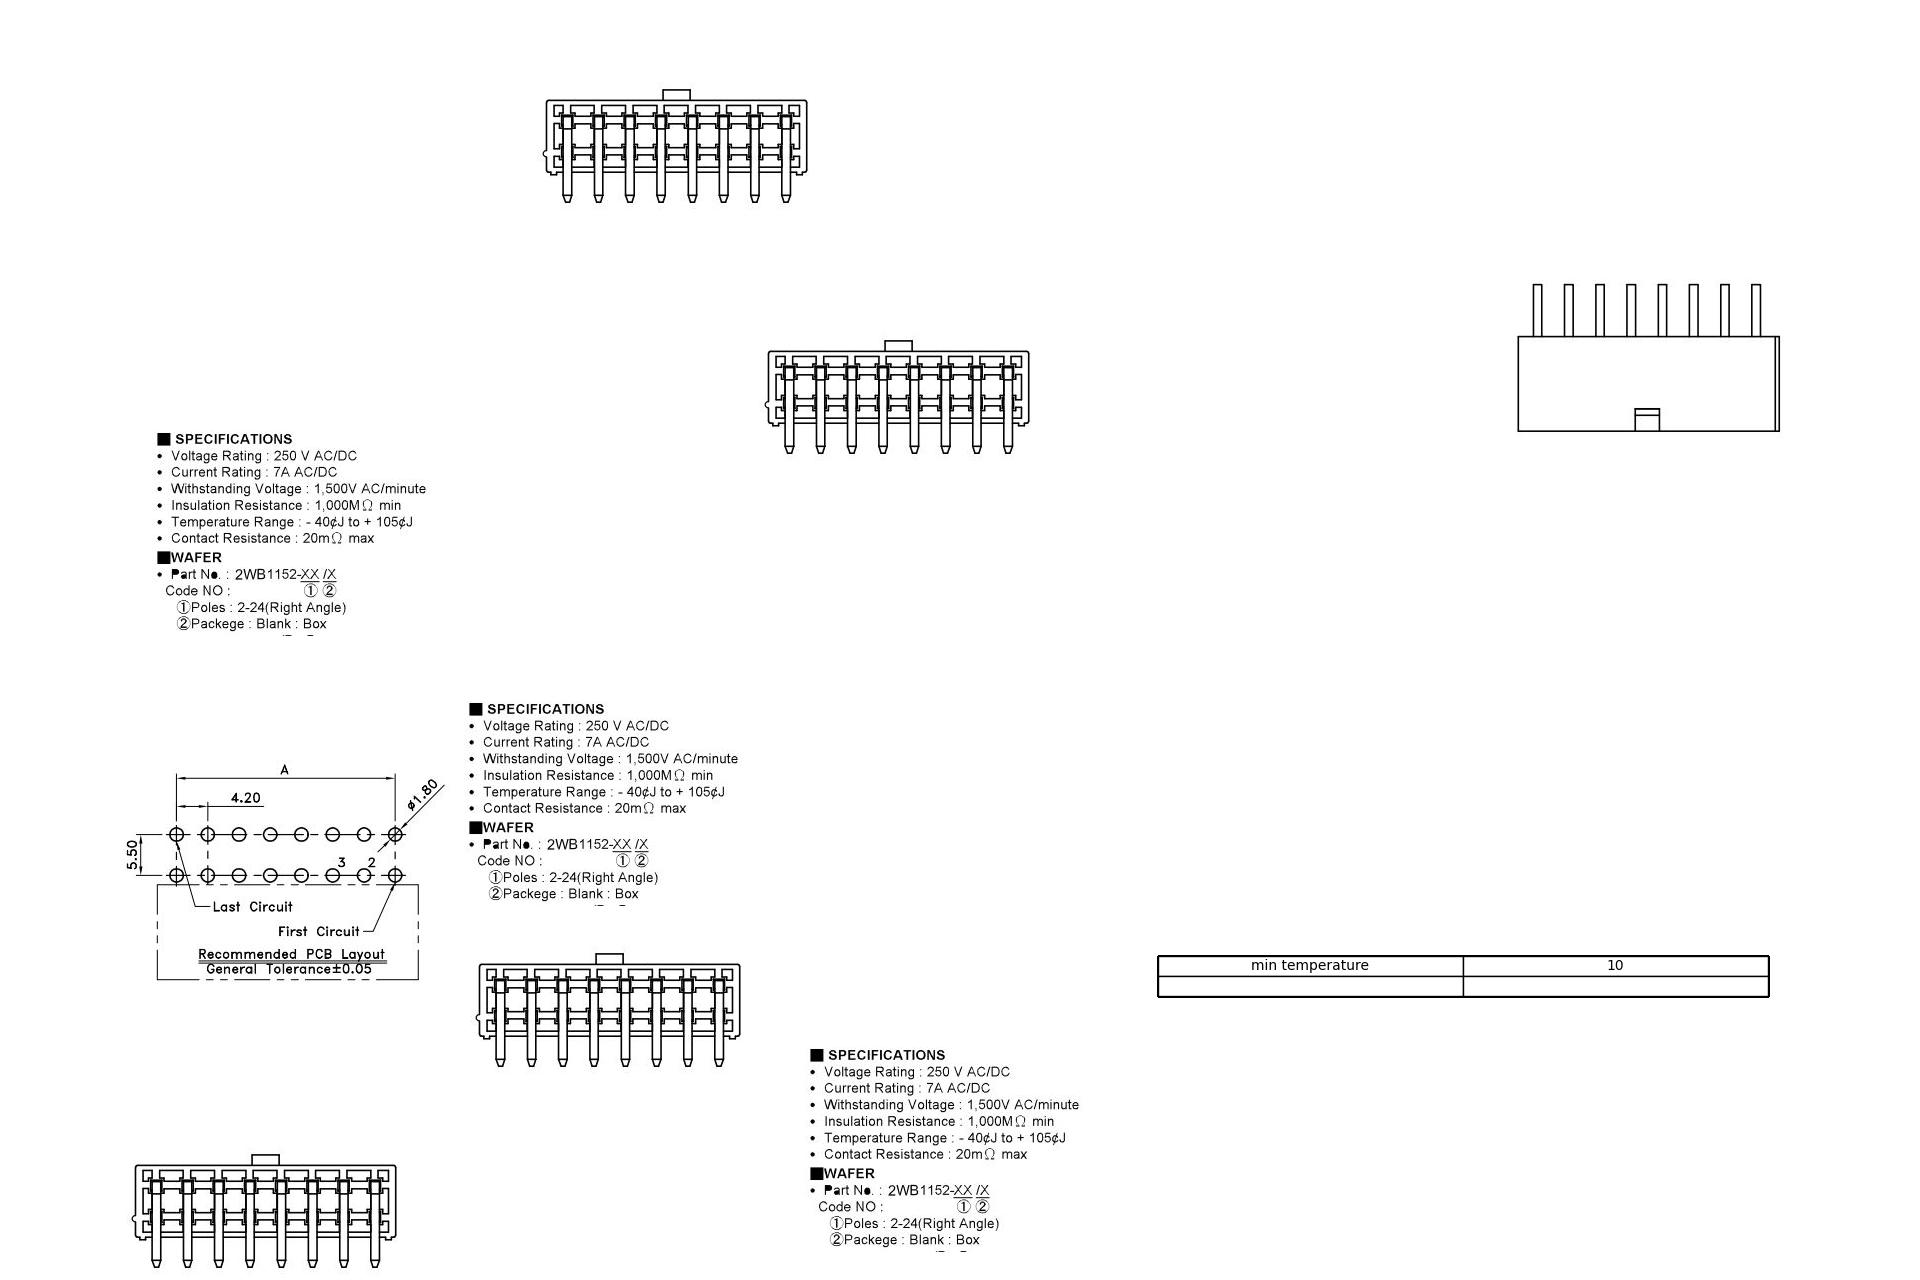 ■ SPECIFICATIONS
• Voltage Rating : 250 V AC/DC
• Current Rating : 7A AC/DC
• Withstanding Voltage : 1,500V AC/minute
• Insulation Resistance : 1,000MΩ min
• Temperature Range : - 40¢J to + 105¢J
• Contact Resistance : 20mΩ max
■WAFER
• Part No. : 2WB1152-XX /X
Code NO : ① ②
①Poles : 2-24(Right Angle)
②Packege : Blank : Box
■ SPECIFICATIONS
• Voltage Rating : 250 V AC/DC
• Current Rating : 7A AC/DC
• Withstanding Voltage : 1,500V AC/minute
• Insulation Resistance : 1,000MΩ min
• Temperature Range : - 40¢J to + 105¢J
• Contact Resistance : 20mΩ max
■WAFER
• Part No. : 2WB1152-XX /X
Code NO : ① ②
①Poles : 2-24(Right Angle)
②Packege : Blank : Box
A
4.20
ø1.80
5.50
3 2
Last Circuit
First Circuit
Recommended PCB Layout
General Tolerance±0.05
min temperature 10
■ SPECIFICATIONS
• Voltage Rating : 250 V AC/DC
• Current Rating : 7A AC/DC
• Withstanding Voltage : 1,500V AC/minute
• Insulation Resistance : 1,000MΩ min
• Temperature Range : - 40¢J to + 105¢J
• Contact Resistance : 20mΩ max
■WAFER
• Part No. : 2WB1152-XX /X
Code NO : ① ②
①Poles : 2-24(Right Angle)
②Packege : Blank : Box